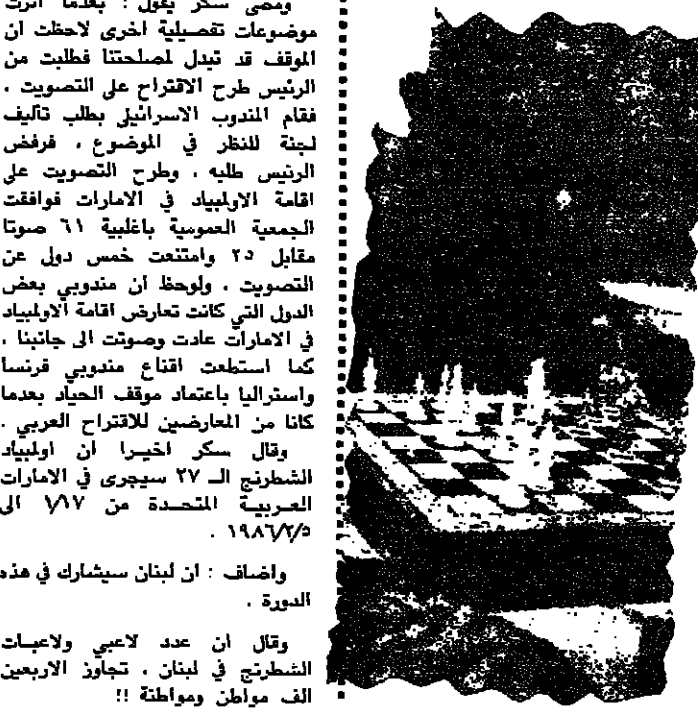 ومضى سكر يقول : بعدما اثرت
موضوعات تفصيلية اخرى لاحظت ان
الموقف قد تبدل لمصلحتنا فطلبت من
الرئيس طرح الاقتراح على التصويت .
فقام المندوب الاسرائيلي بطلب تأليف
لجنة للنظر في الموضوع ، فرفض
الرئيس طلبه ، وطرح التصويت على
اقامة الاولمبياد في الامارات فوافقت
الجمعية العمومية باغلبية ٦١ صوتا
مقابل ٢٥ وامتنعت خمس دول عن
التصويت ، ولوحظ ان مندوبي بعض
الدول التي كانت تعارض اقامة الاولمبياد
في الامارات عادت وصوتت الى جانبنا .
كما استطعت اقناع مندوبي فرنسا
واستراليا باعتماد موقف الحياد بعدما
كانا من المعارضين للاقتراح العربي .
وقال سكر اخيرا ان اولمبياد
الشطرنج الـ ٢٧ سيجرى في الامارات
العربية المتحدة من ١/١٧ الى
١٩٨٦/٢/٥ .
واضاف : ان لبنان سيشارك في هذه
الدورة .
وقال ان عدد لاعبي ولاعبات
الشطرنج في لبنان ، تجاوز الاربعين
الف مواطن ومواطنة !!